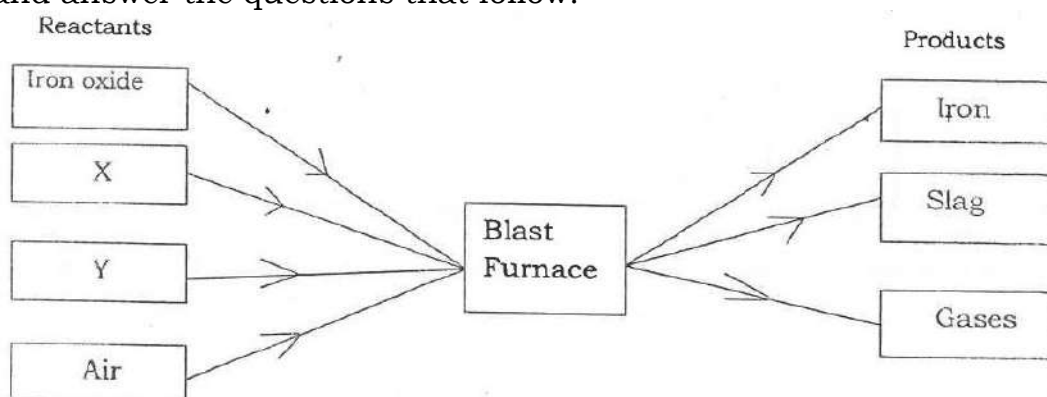 and answer the questions that follow.
Reactants
Products
Iron oxide
X
Y
Air
Blast
Furnace
Iron
Slag
Gases